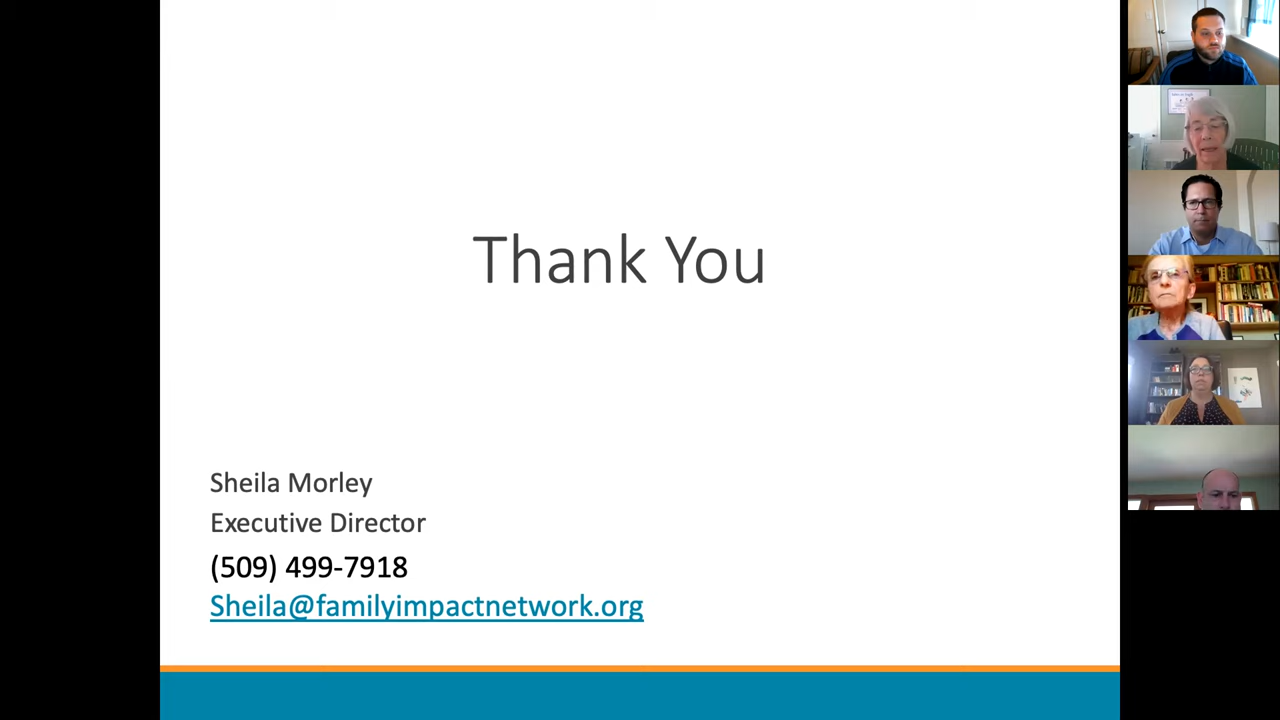 Thank You
Sheila Morley
Executive Director
(509) 499-7918
Sheila@familyimpactnetwork.org